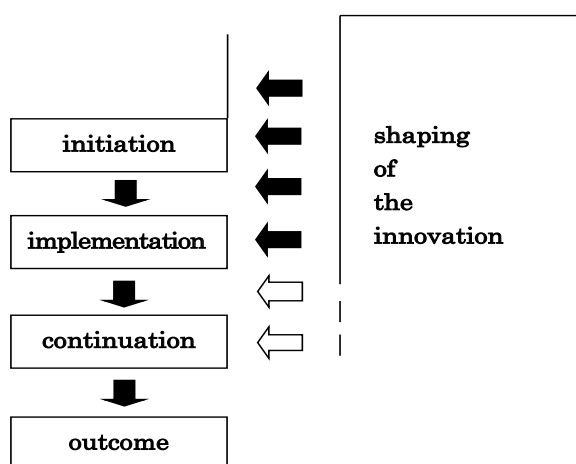 initiation
implementation
continuation
outcome
shaping
of
the
innovation